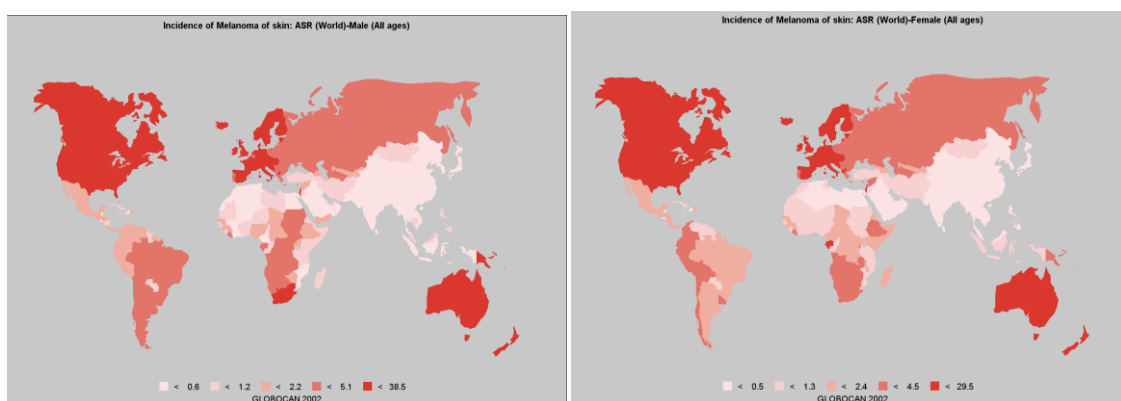 Incidence of Melanoma of skin: ASR (World)-Male (All ages)
< 0.6 < 1.2 < 2.2 < 5.1 < 38.5
GLOBOCAN 2002
Incidence of Melanoma of skin: ASR (World)-Female (All ages)
< 0.5 < 1.3 < 2.4 < 4.5 < 29.5
GLOBOCAN 2002